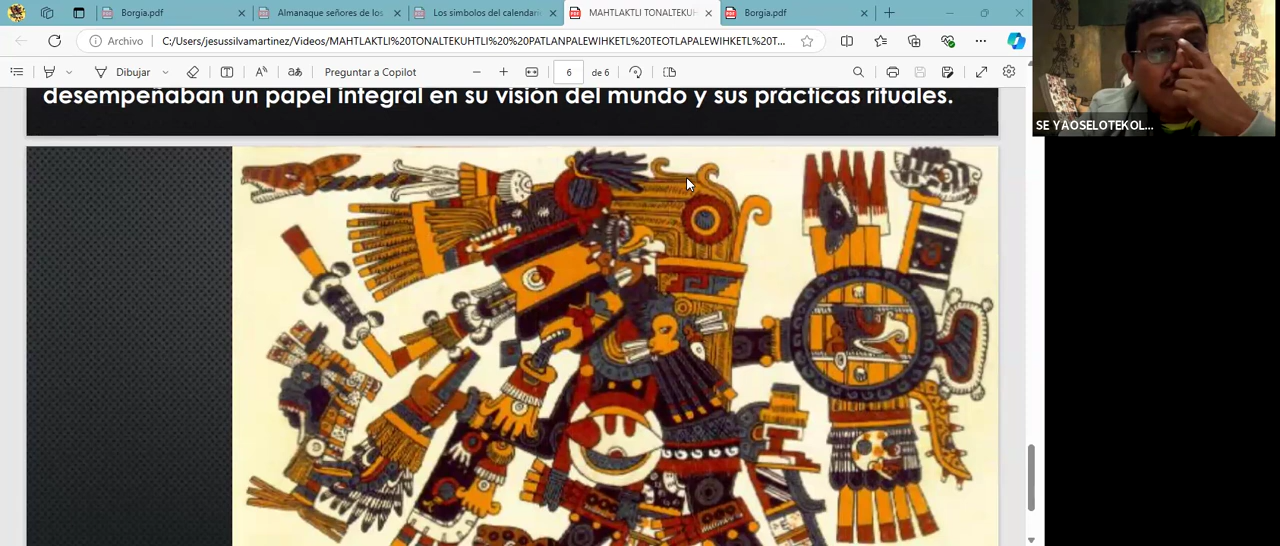 Borgia.pdf
Almanaque señores de los
Los simbolos del calendari
MAHTLAKTLI TONALTEKUH
Borgia.pdf
Archivo
C:/Users/jesussilvamartinez/Videos/MAHTLAKTLI%20TONALTEKUHTLI%20%20PATLANPALEWIHKETL%20TEOTLAPALEWIHKETL%20T...
Dibujar
Preguntar a Copilot
6
de 6
desempeñaban un papel integral en su visión del mundo y sus prácticas rituales.
SE YAOSELOTEKOL...